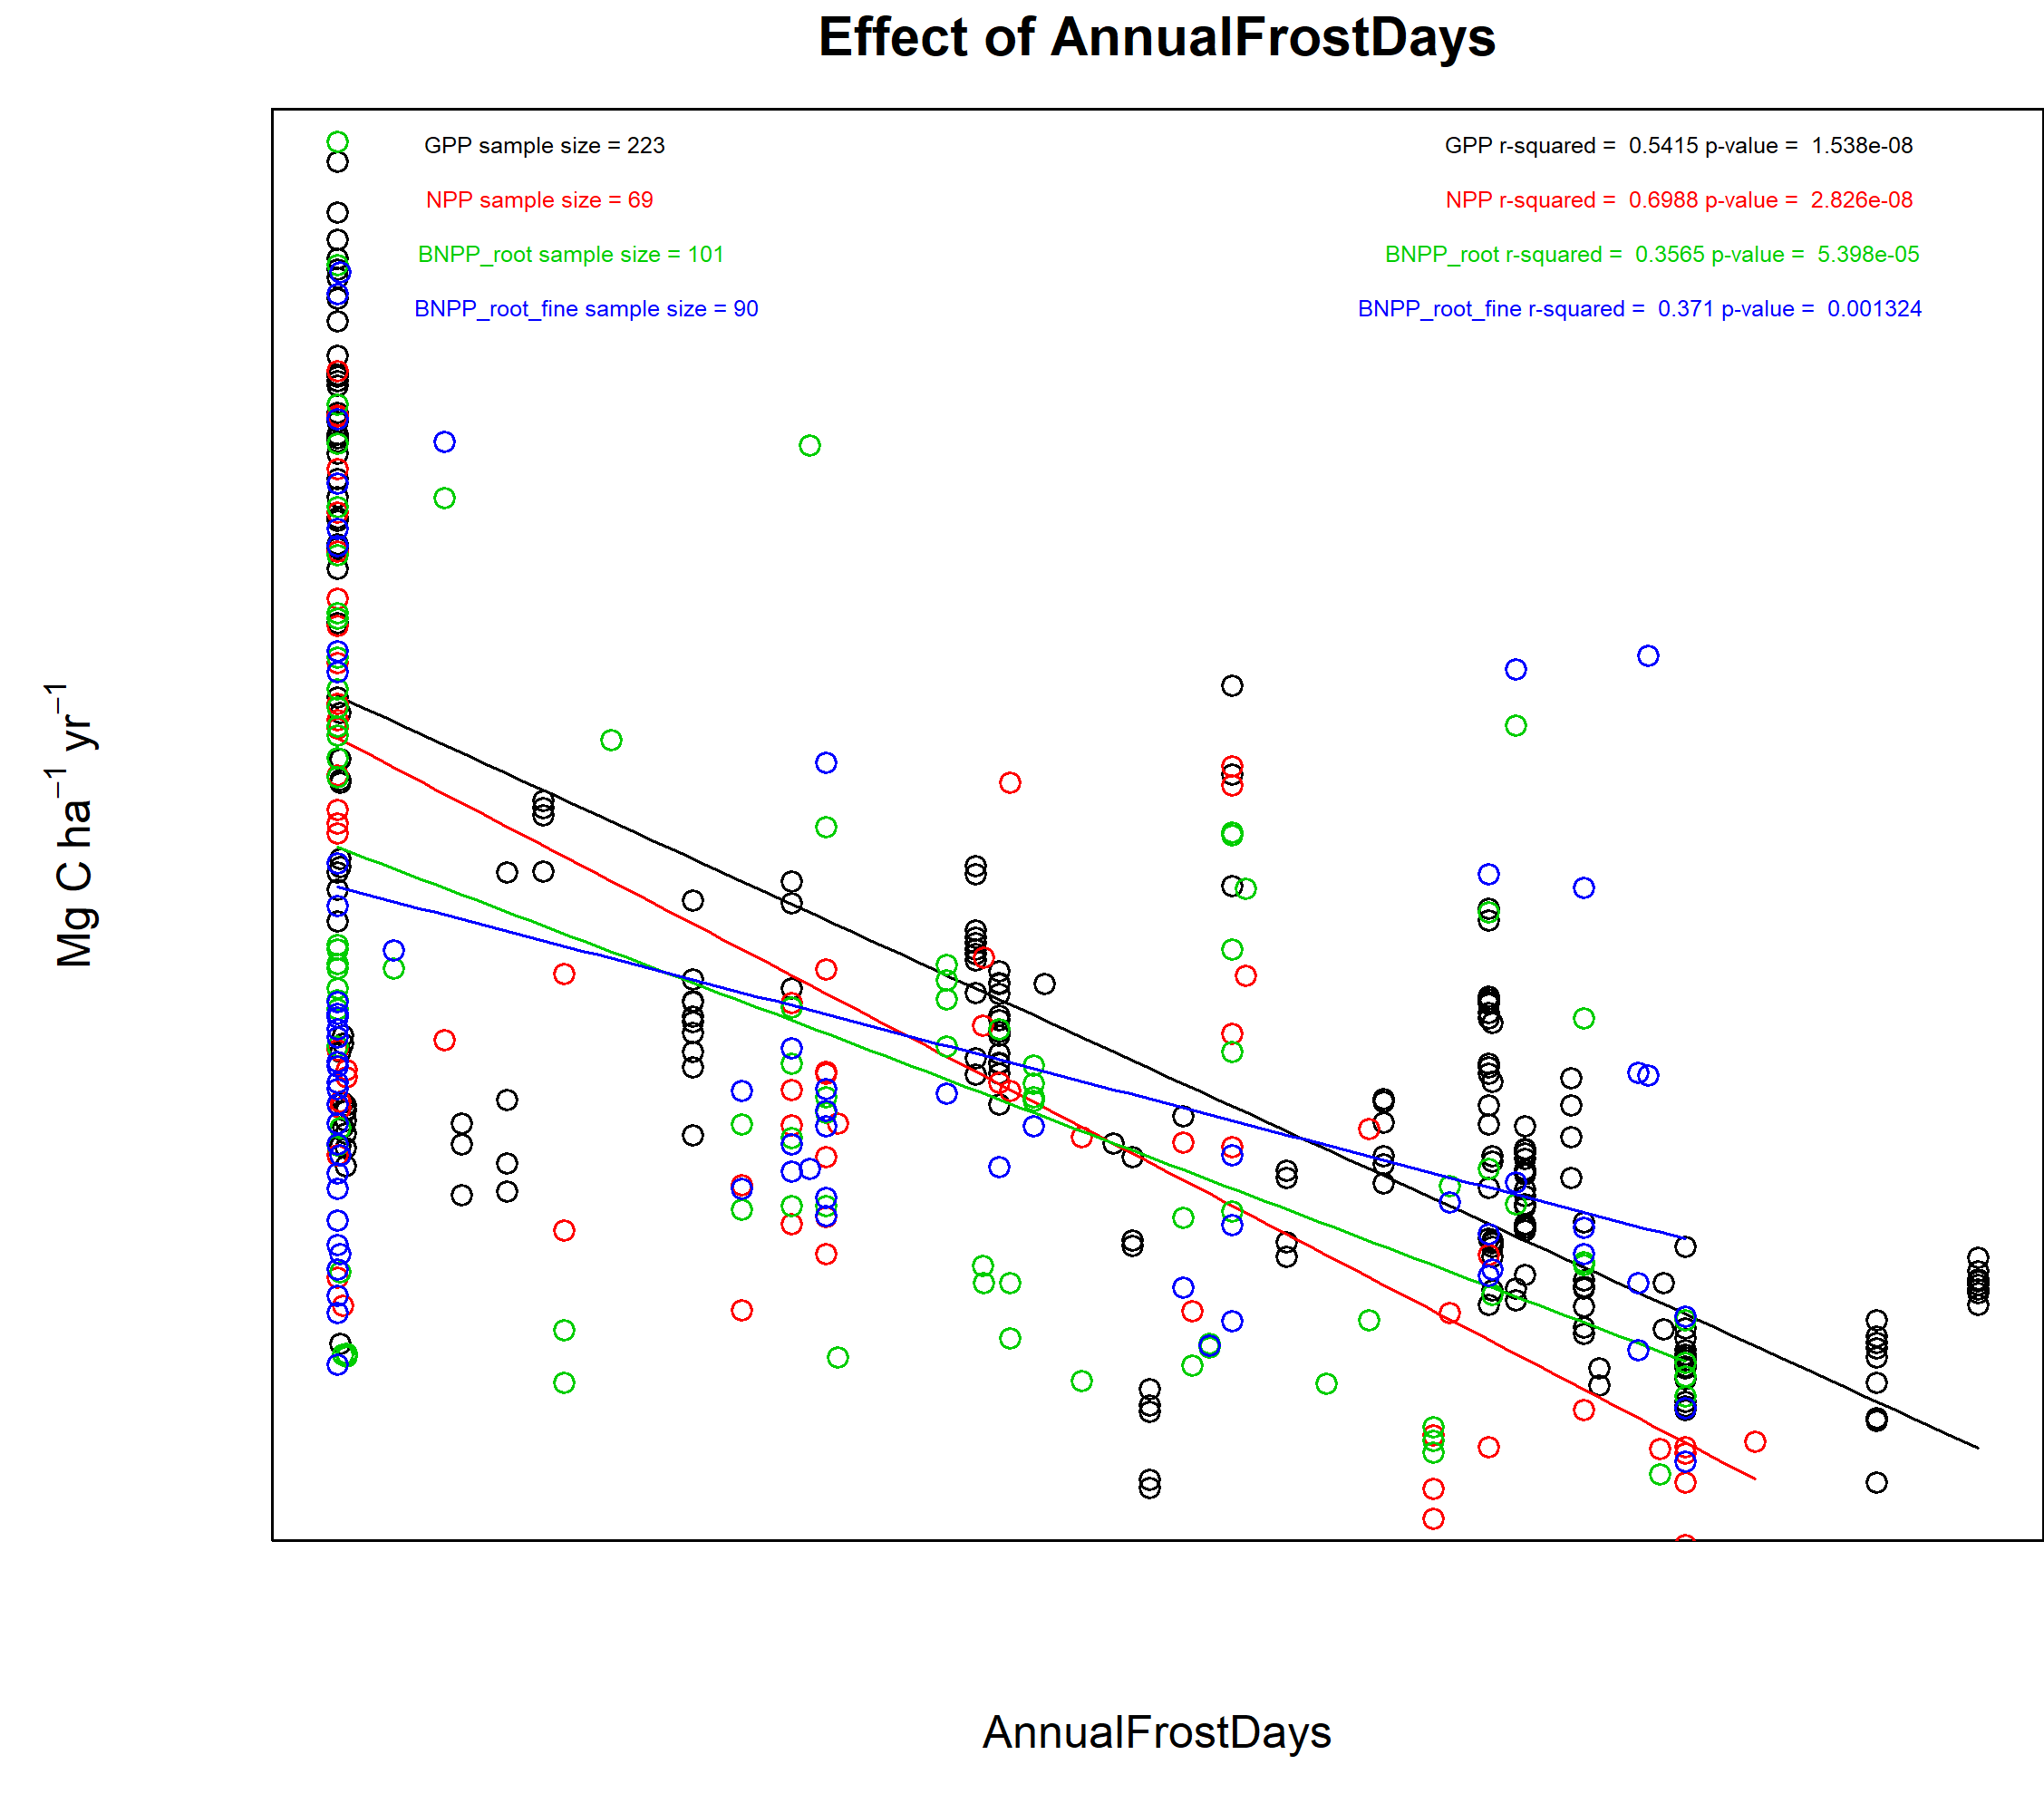 Effect of AnnualFrostDays
GPP sample size = 223
GPP r-squared = 0.5415 p-value = 1.538e-08
NPP sample size = 69
NPP r-squared = 0.6988 p-value = 2.826e-08
BNPP_root sample size = 101
BNPP_root r-squared = 0.3565 p-value = 5.398e-05
BNPP_root_fine sample size = 90
BNPP_root_fine r-squared = 0.371 p-value = 0.001324
Mg C ha⁻¹ yr⁻¹
AnnualFrostDays